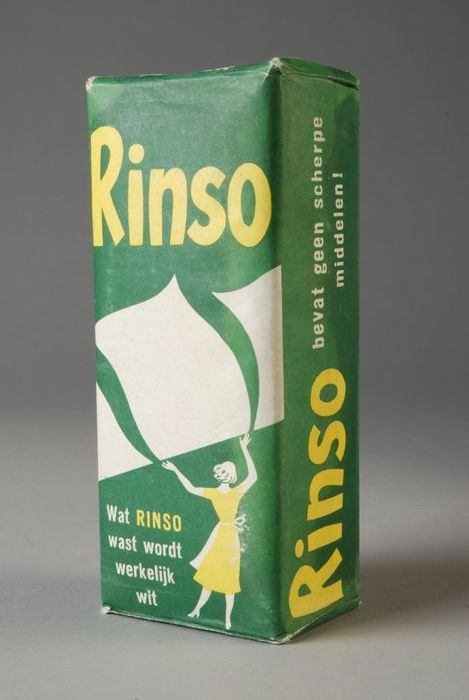 Rinso
Wat RINSO
wast wordt
werkelijk
wit
Rinso bevat geen scherpe
middelen!